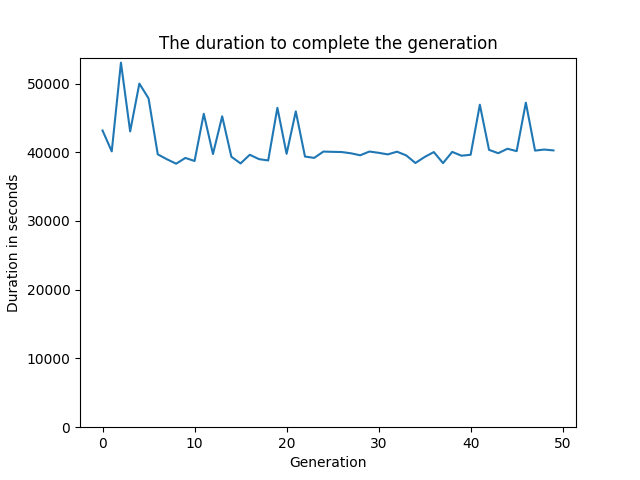 The duration to complete the generation
50000
40000
30000
20000
10000
0
Duration in seconds
0 10 20 30 40 50
Generation